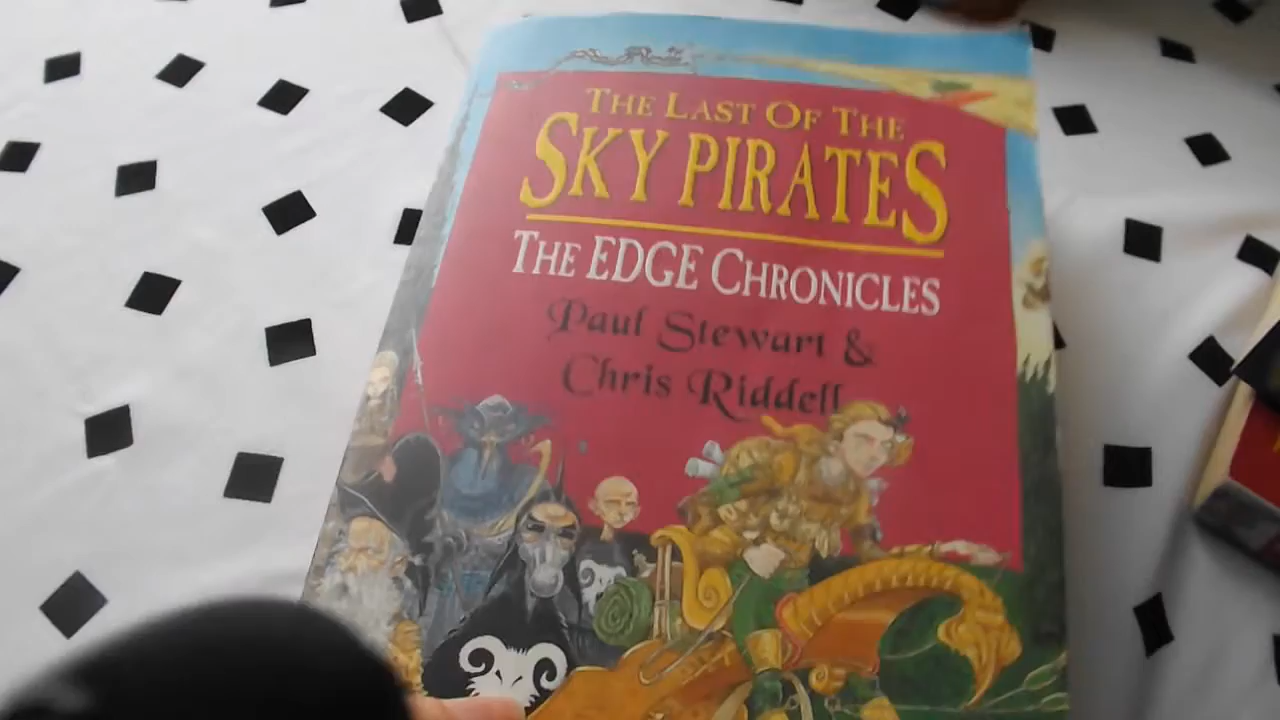 THE LAST OF THE
SKY PIRATES
THE EDGE CHRONICLES
Paul Stewart &
Chris Riddell